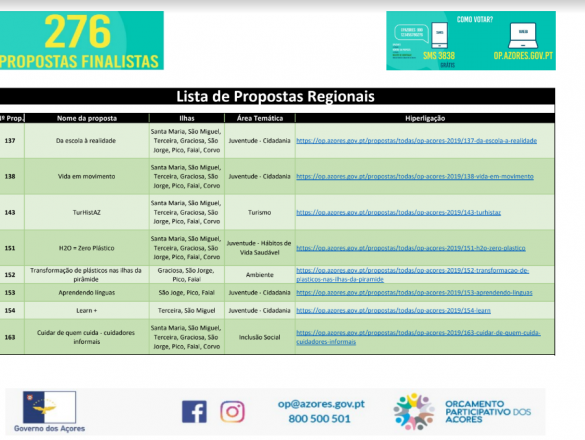 276
PROPOSTAS FINALISTAS
COMO VOTAR?
SMS 3838
GRÁTIS
OP.AZORES.GOV.PT
Lista de Propostas Regionais
Nº Prop. Nome da proposta Ilhas Área Temática Hiperligação
137 Da escola à realidade Santa Maria, São Miguel, Terceira, Graciosa, São Jorge, Pico, Faial, Corvo Juventude - Cidadania https://op.azores.gov.pt/propostas/todas/op-acores-2019/137-da-escola-a-realidade
138 Vida em movimento Santa Maria, São Miguel, Terceira, Graciosa, São Jorge, Pico, Faial, Corvo Juventude - Cidadania https://op.azores.gov.pt/propostas/todas/op-acores-2019/138-vida-em-movimento
143 TurHistAZ Santa Maria, São Miguel, Terceira, Graciosa, São Jorge, Pico, Faial, Corvo Turismo https://op.azores.gov.pt/propostas/todas/op-acores-2019/143-turhistaz
151 H2O = Zero Plástico Santa Maria, São Miguel, Terceira, Graciosa, São Jorge, Pico, Faial, Corvo Juventude - Hábitos de Vida Saudável https://op.azores.gov.pt/propostas/todas/op-acores-2019/151-h2o-zero-plastico
152 Transformação de plásticos nas ilhas da pirâmide Graciosa, São Jorge, Pico, Faial Ambiente https://op.azores.gov.pt/propostas/todas/op-acores-2019/152-transformacao-de-plasticos-nas-ilhas-da-piramide
153 Aprendendo línguas São Joge, Pico, Faial Juventude - Cidadania https://op.azores.gov.pt/propostas/todas/op-acores-2019/153-aprendendo-linguas
154 Learn + Terceira, São Miguel Juventude - Cidadania https://op.azores.gov.pt/propostas/todas/op-acores-2019/154-learn
163 Cuidar de quem cuida - cuidadores informais Santa Maria, São Miguel, Terceira, Graciosa, São Jorge, Pico, Faial, Corvo Inclusão Social https://op.azores.gov.pt/propostas/todas/op-acores-2019/163-cuidar-de-quem-cuida-cuidadores-informais
Governo dos Açores
op@azores.gov.pt
800 500 501
ORÇAMENTO
PARTICIPATIVO DOS
AÇORES